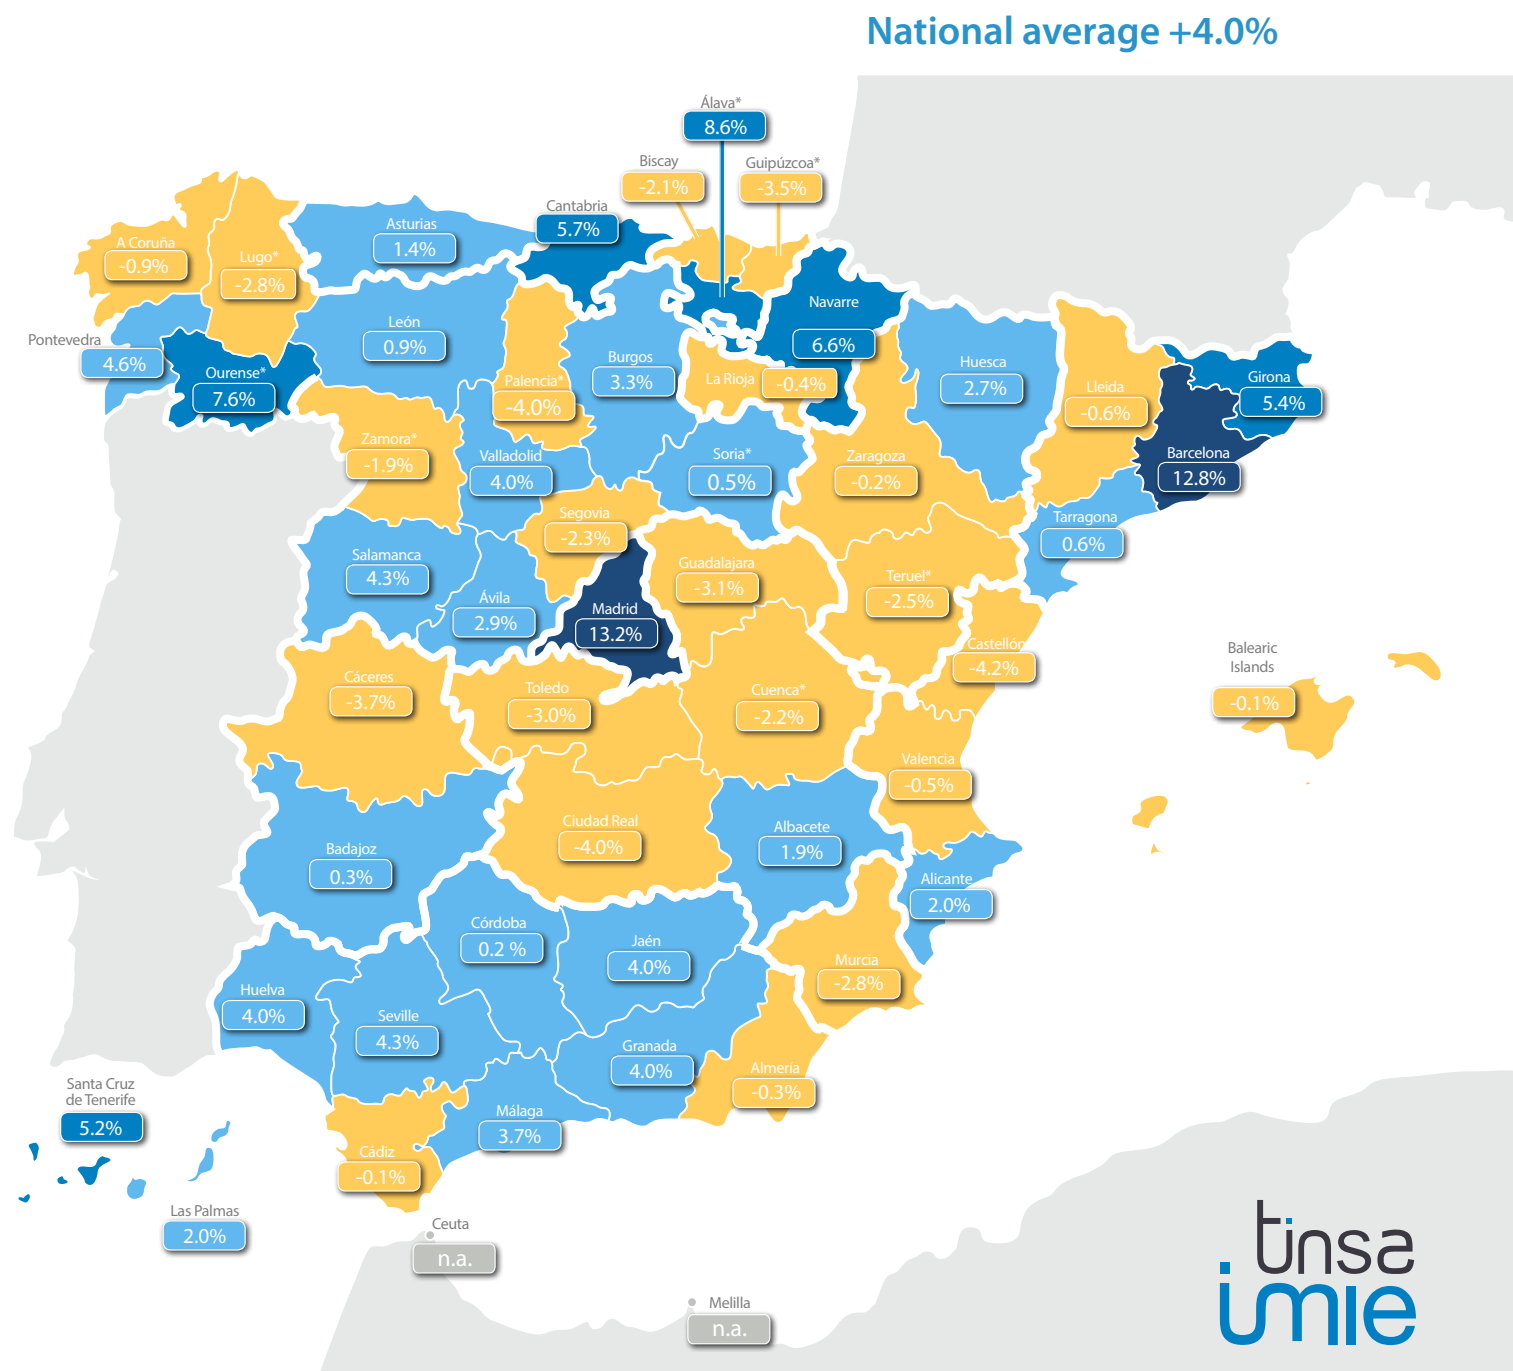 National average +4.0%
Álava*
8.6%
Biscay
-2.1%
Guipúzcoa*
-3.5%
Cantabria
5.7%
Asturias
1.4%
A Coruña
-0.9%
Lugo*
-2.8%
Navarre
6.6%
León
0.9%
Pontevedra
4.6%
Ourense*
7.6%
Palencia*
-4.0%
Burgos
3.3%
La Rioja
-0.4%
Huesca
2.7%
Lleida
-0.6%
Girona
5.4%
Barcelona
12.8%
Zamora*
-1.9%
Valladolid
4.0%
Soria*
0.5%
Zaragoza
-0.2%
Tarragona
0.6%
Segovia
-2.3%
Salamanca
4.3%
Ávila
2.9%
Madrid
13.2%
Guadalajara
-3.1%
Teruel*
-2.5%
Castellón
-4.2%
Balearic
Islands
-0.1%
Cáceres
-3.7%
Toledo
-3.0%
Cuenca*
-2.2%
Valencia
-0.5%
Ciudad Real
-4.0%
Albacete
1.9%
Badajoz
0.3%
Alicante
2.0%
Córdoba
0.2 %
Jaén
4.0%
Murcia
-2.8%
Huelva
4.0%
Seville
4.3%
Granada
4.0%
Almería
-0.3%
Santa Cruz
de Tenerife
5.2%
Málaga
3.7%
Cádiz
-0.1%
Las Palmas
2.0%
Ceuta
n.a.
Melilla
n.a.
tinsa
imie